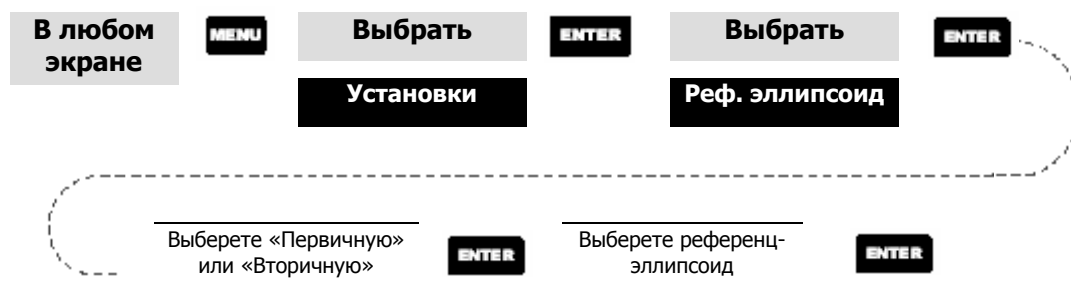 В любом
экране
MENU
Выбрать
Установки
ENTER
Выбрать
Реф. эллипсоид
ENTER
Выберете «Первичную»
или «Вторичную»
ENTER
Выберете референц-
эллипсоид
ENTER